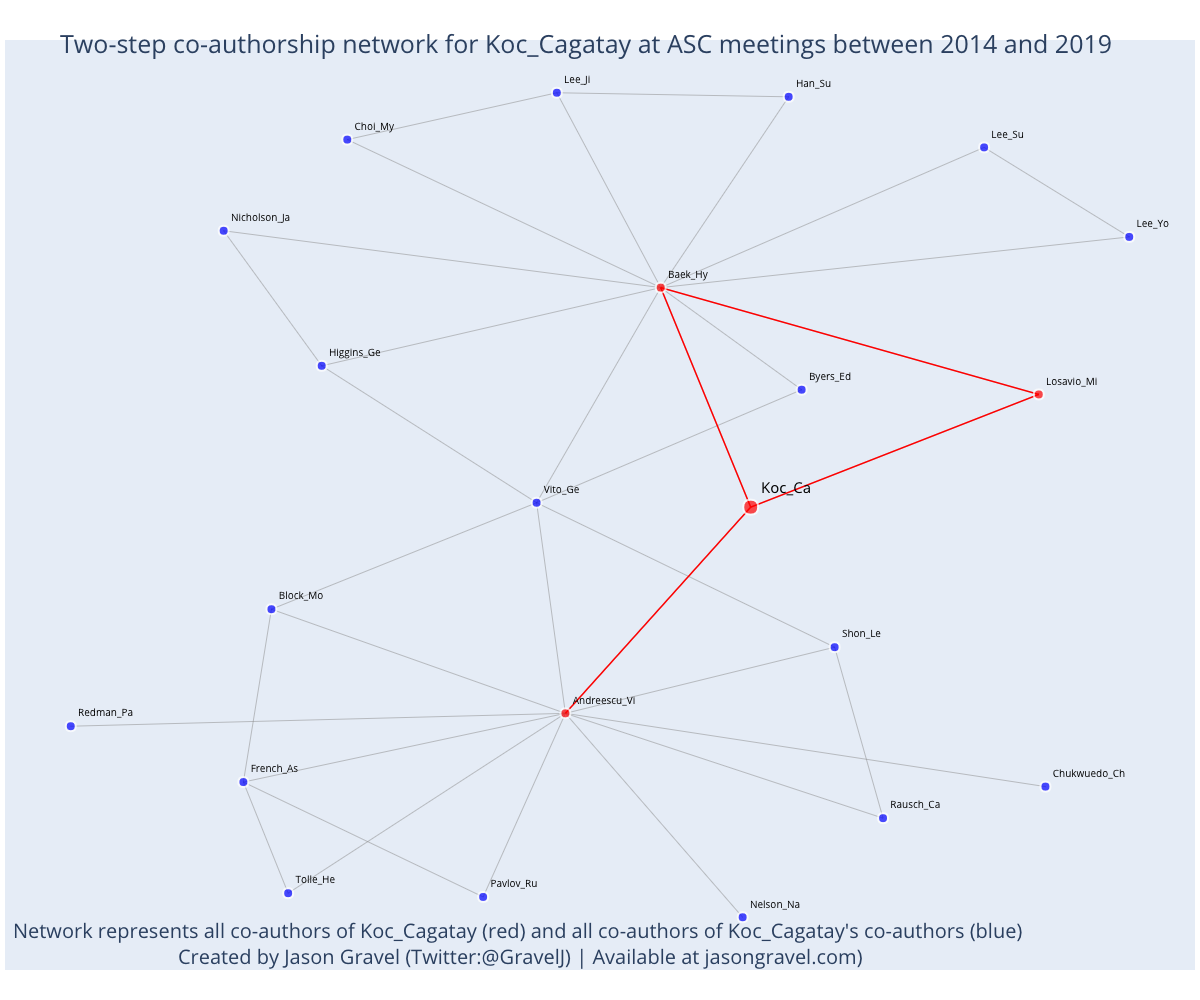 Two-step co-authorship network for Koc_Cagatay at ASC meetings between 2014 and 2019
Lee_Ji
Han_Su
Choi_My
Lee_Su
Nicholson_Ja
Lee_Yo
Baek_Hy
Higgins_Ge
Byers_Ed
Losavio_Mi
Vito_Ge
Koc_Ca
Block_Mo
Shon_Le
Andreescu_Vi
Redman_Pa
French_As
Chukwuedo_Ch
Rausch_Ca
Tolle_He
Pavlov_Ru
Nelson_Na
Network represents all co-authors of Koc_Cagatay (red) and all co-authors of Koc_Cagatay's co-authors (blue)
Created by Jason Gravel (Twitter:@GravelJ) | Available at jasongravel.com)